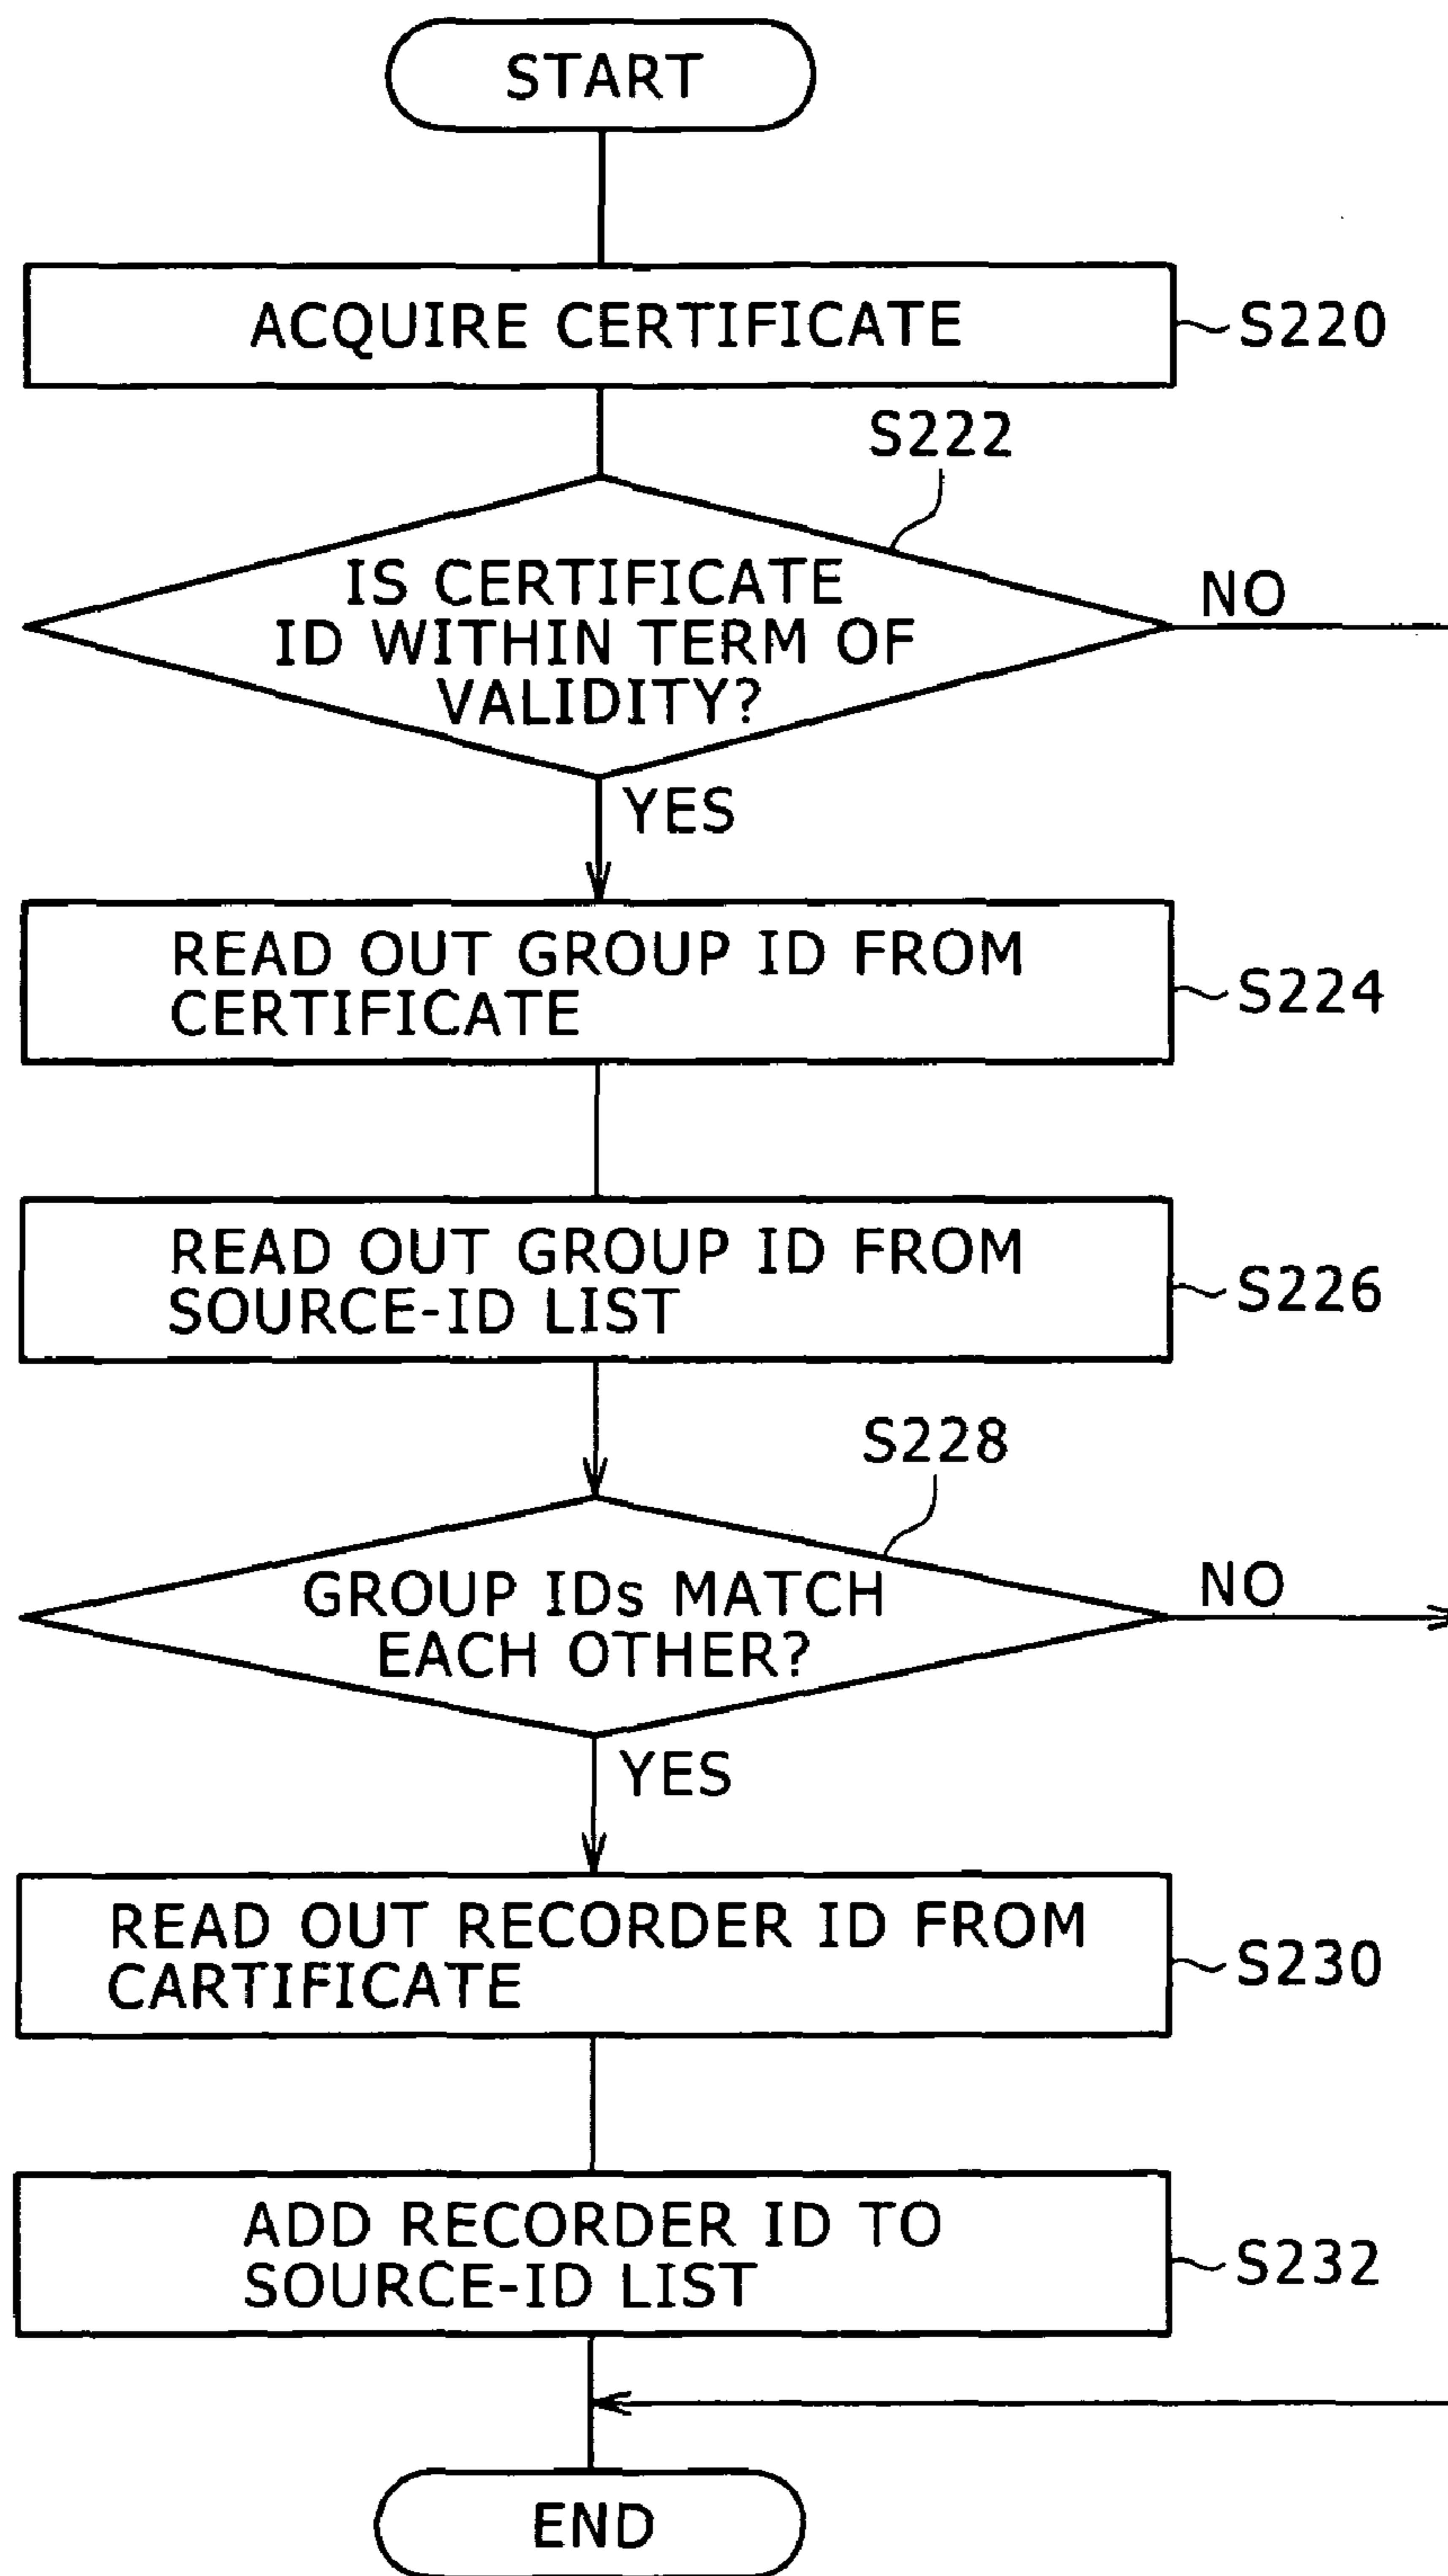 START
ACQUIRE CERTIFICATE
S220
S222
IS CERTIFICATE
ID WITHIN TERM OF
VALIDITY?
NO
YES
READ OUT GROUP ID FROM
CERTIFICATE
S224
READ OUT GROUP ID FROM
SOURCE-ID LIST
S226
S228
GROUP IDs MATCH
EACH OTHER?
NO
YES
READ OUT RECORDER ID FROM
CARTIFICATE
S230
ADD RECORDER ID TO
SOURCE-ID LIST
S232
END